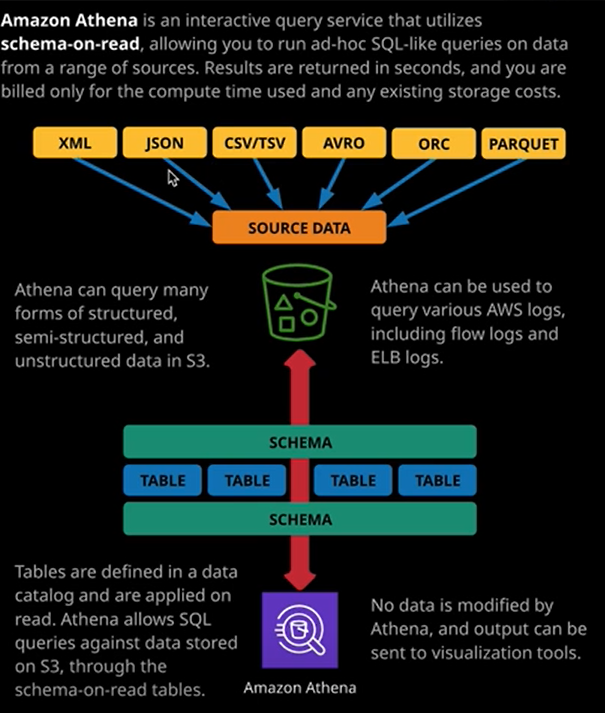 Amazon Athena is an interactive query service that utilizes
schema-on-read, allowing you to run ad-hoc SQL-like queries on data
from a range of sources. Results are returned in seconds, and you are
billed only for the compute time used and any existing storage costs.
XML
JSON
CSV/TSV
AVRO
ORC
PARQUET
SOURCE DATA
Athena can query many
forms of structured,
semi-structured, and
unstructured data in S3.
Athena can be used to
query various AWS logs,
including flow logs and
ELB logs.
SCHEMA
TABLE
TABLE
TABLE
TABLE
SCHEMA
Tables are defined in a data
catalog and are applied on
read. Athena allows SQL
queries against data stored
on S3, through the
schema-on-read tables.
Amazon Athena
No data is modified by
Athena, and output can be
sent to visualization tools.